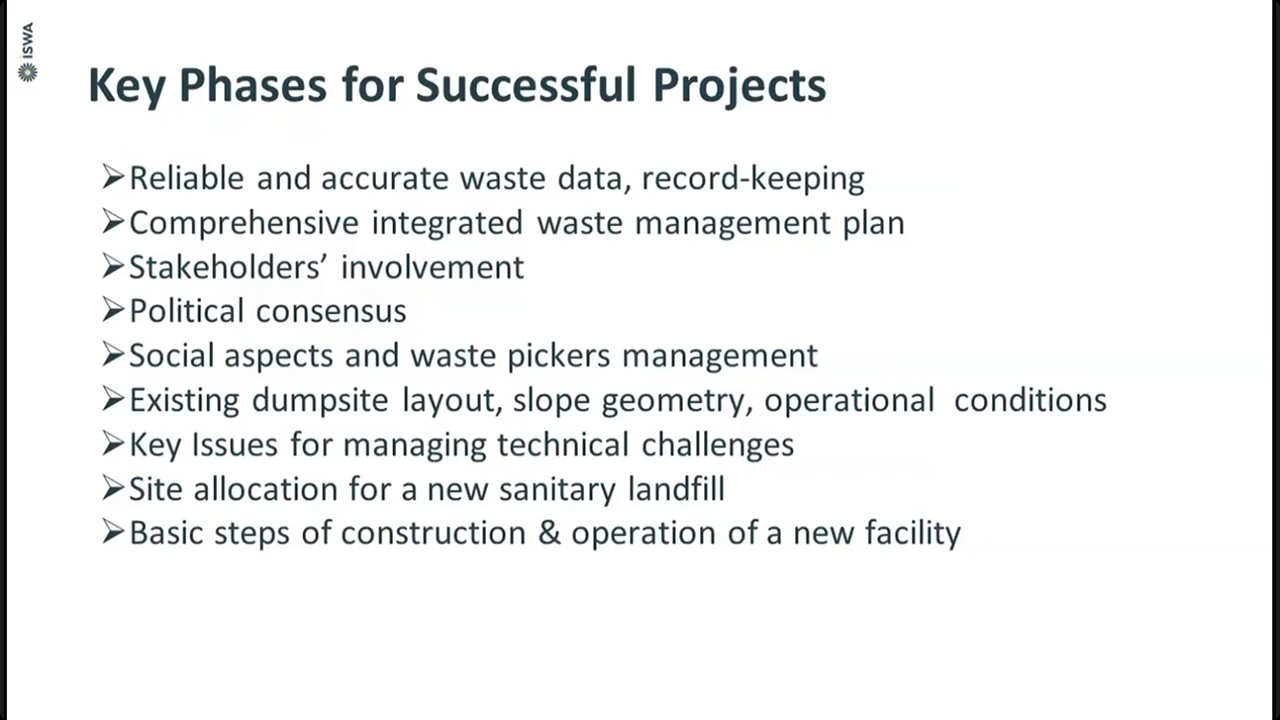 ISWA
Key Phases for Successful Projects
➢Reliable and accurate waste data, record-keeping
➢Comprehensive integrated waste management plan
➢Stakeholders’ involvement
➢Political consensus
➢Social aspects and waste pickers management
➢Existing dumpsite layout, slope geometry, operational conditions
➢Key Issues for managing technical challenges
➢Site allocation for a new sanitary landfill
➢Basic steps of construction & operation of a new facility